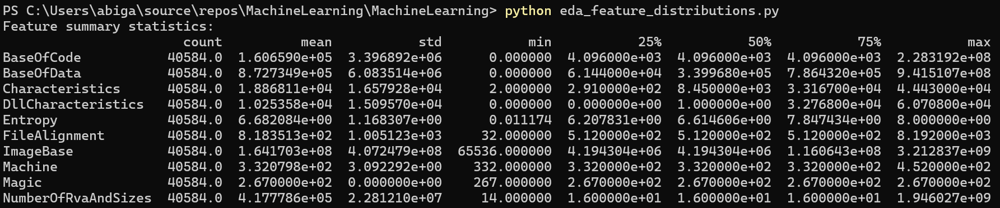 PS C:\Users\abiga\source\repos\MachineLearning\MachineLearning> python eda_feature_distributions.py
Feature summary statistics:
count mean std min 25% 50% 75% max
BaseOfCode 40584.0 1.606590e+05 3.396892e+06 0.000000 4.096000e+03 4.096000e+03 4.096000e+03 2.283192e+08
BaseOfData 40584.0 8.727349e+05 6.083514e+06 0.000000 6.144000e+04 3.399680e+05 7.864320e+05 9.415107e+08
Characteristics 40584.0 1.886811e+04 1.657928e+04 2.000000 2.910000e+02 8.450000e+03 3.316700e+04 4.443000e+04
DllCharacteristics 40584.0 1.025358e+04 1.509570e+04 0.000000 0.000000e+00 1.000000e+00 3.276800e+04 6.070800e+04
Entropy 40584.0 6.682084e+00 1.168307e+00 0.011174 6.207831e+00 6.614606e+00 7.847434e+00 8.000000e+00
FileAlignment 40584.0 8.183513e+02 1.005123e+03 32.000000 5.120000e+02 5.120000e+02 5.120000e+02 8.192000e+03
ImageBase 40584.0 1.641703e+08 4.072479e+08 65536.000000 4.194304e+06 4.194304e+06 1.160643e+08 3.212837e+09
Machine 40584.0 3.320798e+02 3.092292e+00 332.000000 3.320000e+02 3.320000e+02 3.320000e+02 4.520000e+02
Magic 40584.0 2.670000e+02 0.000000e+00 267.000000 2.670000e+02 2.670000e+02 2.670000e+02 2.670000e+02
NumberOfRvaAndSizes 40584.0 4.177786e+05 2.281210e+07 14.000000 1.600000e+01 1.600000e+01 1.600000e+01 1.946027e+09